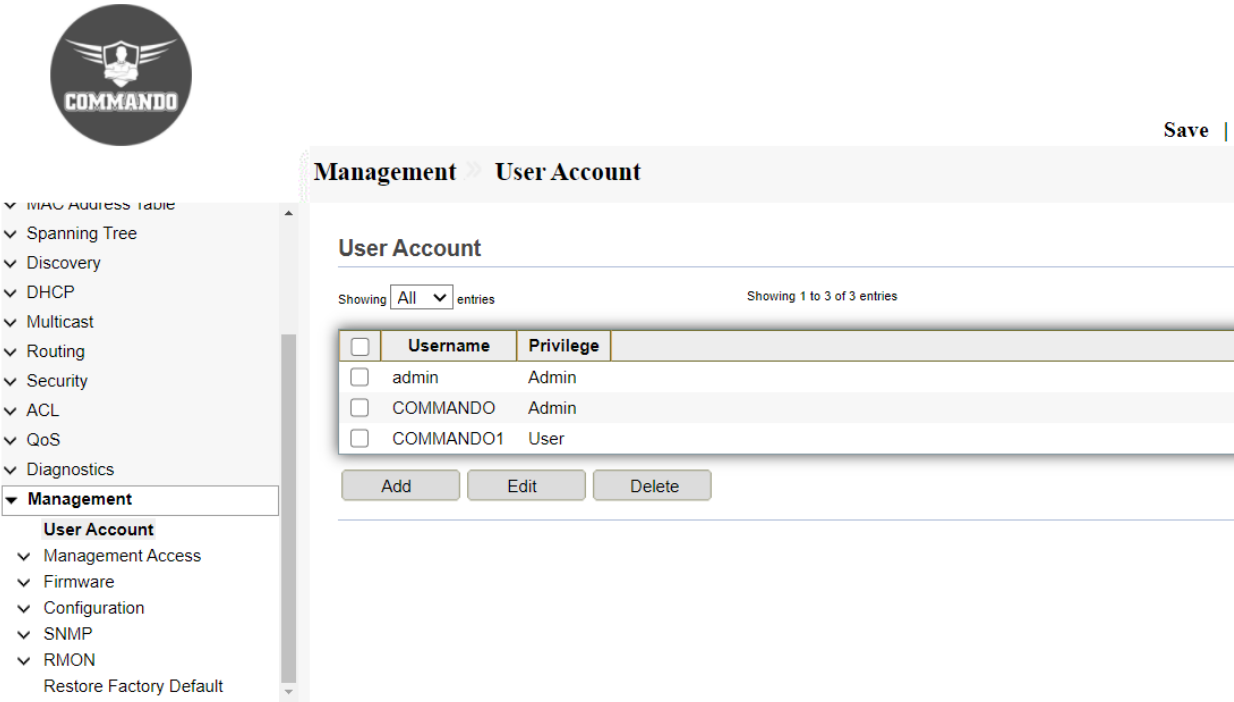 COMMANDO
Save |
Management » User Account
MAC Address Table
Spanning Tree
Discovery
DHCP
Multicast
Routing
Security
ACL
QoS
Diagnostics
Management
User Account
Management Access
Firmware
Configuration
SNMP
RMON
Restore Factory Default
User Account
Showing All entries Showing 1 to 3 of 3 entries
Username Privilege
admin Admin
COMMANDO Admin
COMMANDO1 User
Add Edit Delete